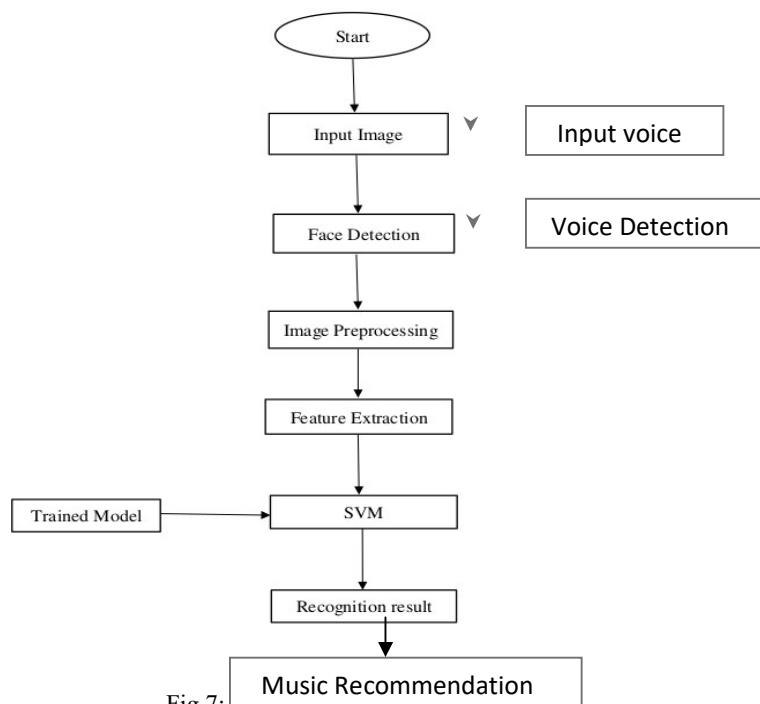 Start
Input Image
Input voice
Face Detection
Voice Detection
Image Preprocessing
Feature Extraction
Trained Model
SVM
Recognition result
Music Recommendation
Fig 7: